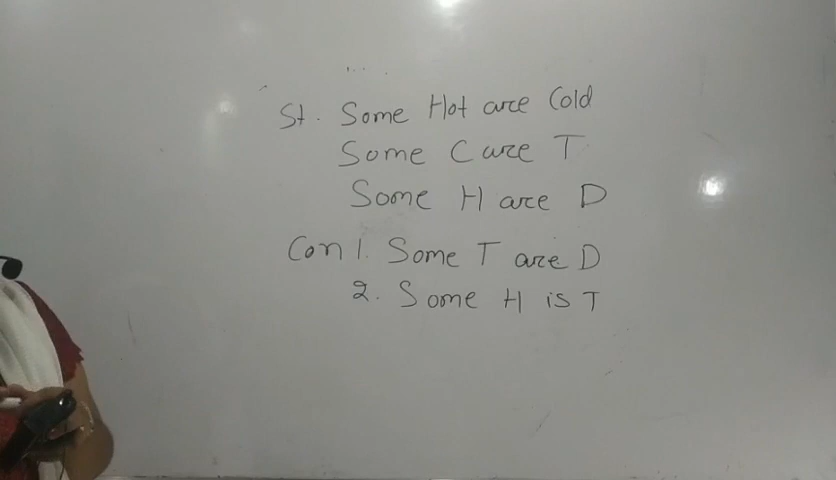 St. Some Hot are Cold
Some C are T
Some H are D
Con 1. Some T are D
2. Some H is T